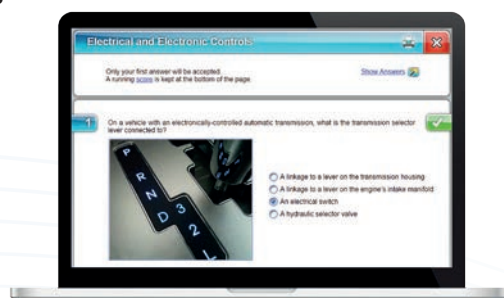 Electrical and Electronic Controls
Only your first answer will be accepted.
A running score is kept at the bottom of the page.
Show Answers
1
On a vehicle with an electronically-controlled automatic transmission, what is the transmission selector
lever connected to?
P
R
N
D
3
2
L
A linkage to a lever on the transmission housing
A linkage to a lever on the engine's intake manifold
An electrical switch
A hydraulic selector valve